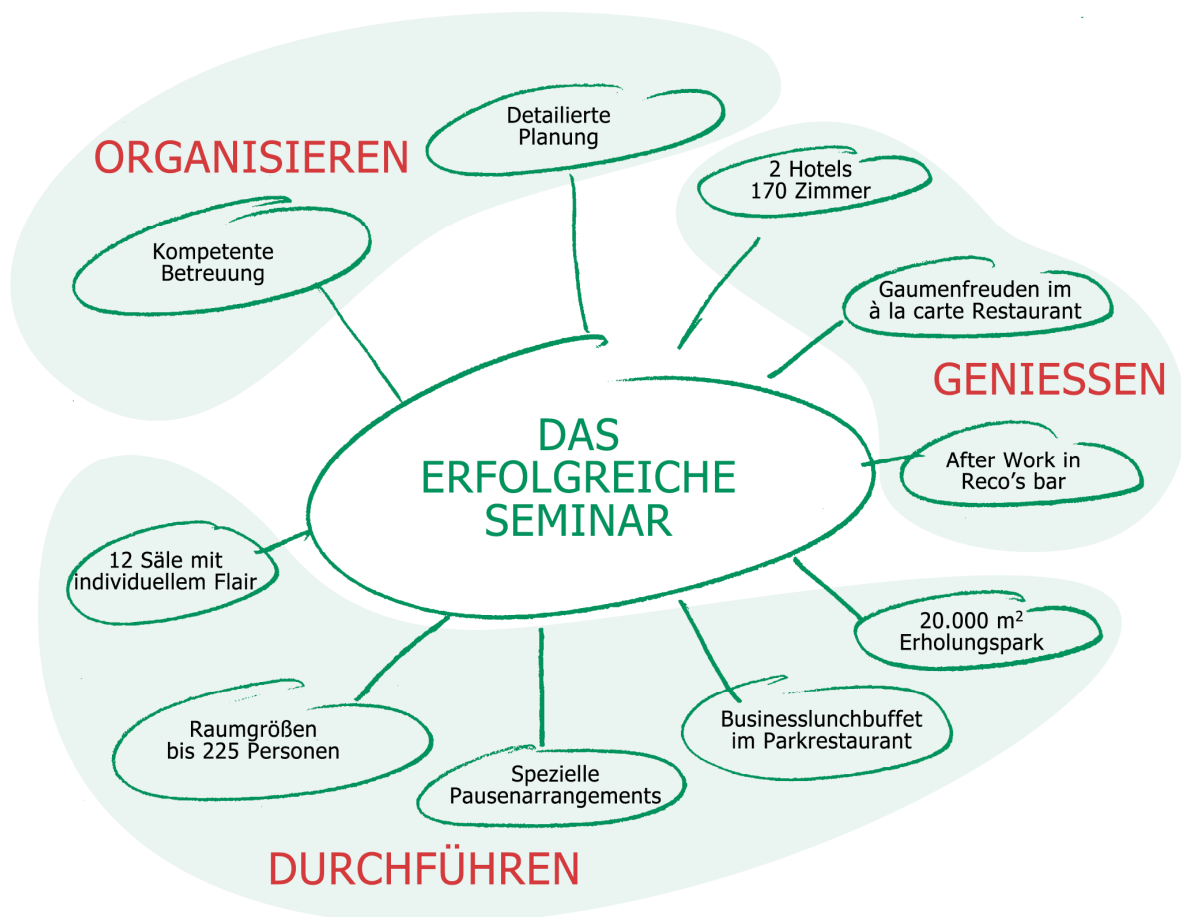 ORGANISIEREN
Detailierte
Planung
Kompetente
Betreuung
2 Hotels
170 Zimmer
Gaumenfreuden im
à la carte Restaurant
GENIESSEN
After Work in
Reco's bar
DAS
ERFOLGREICHE
SEMINAR
12 Säle mit
individuellem Flair
20.000 m²
Erholungspark
Raumgrößen
bis 225 Personen
Spezielle
Pausenarrangements
Businesslunchbuffet
im Parkrestaurant
DURCHFÜHREN